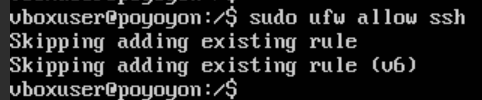 vboxuser@poyoyon:/$ sudo ufw allow ssh
Skipping adding existing rule
Skipping adding existing rule (v6)
vboxuser@poyoyon:/$